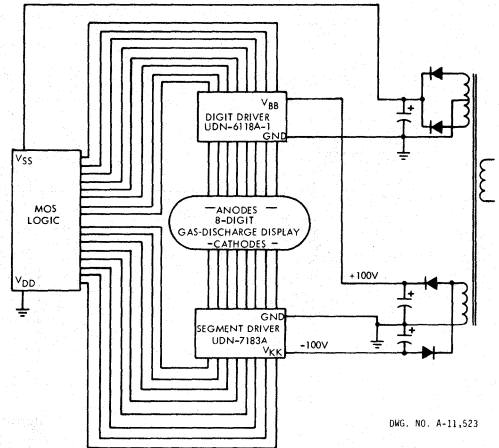 VBB
DIGIT DRIVER
UDN-6118A-1
GND
VSS
MOS
LOGIC
VDD
ANODES
8-DIGIT
GAS-DISCHARGE DISPLAY
CATHODES
+100V
GND
SEGMENT DRIVER
UDN-7183A
VKK
-100V
+
+
+
DWG. NO. A-11,523